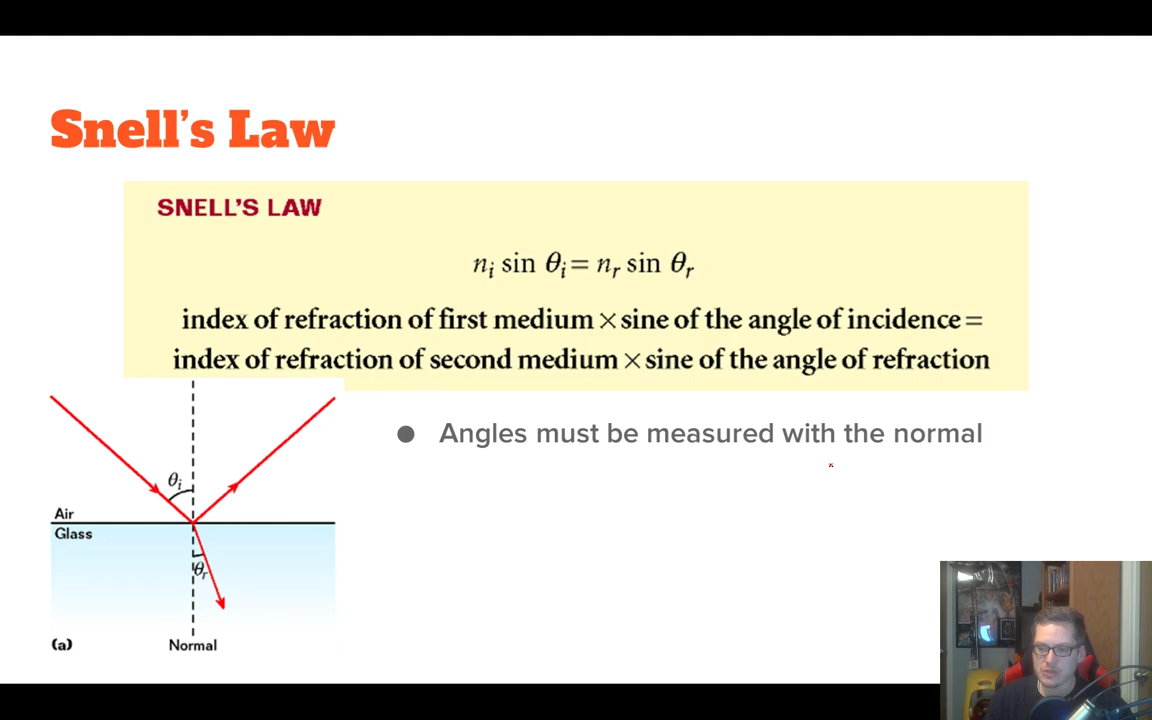 Snell's Law
SNELL'S LAW
nᵢ sin θᵢ = nᵣ sin θᵣ
index of refraction of first medium × sine of the angle of incidence =
index of refraction of second medium × sine of the angle of refraction
● Angles must be measured with the normal
θᵢ
Air
Glass
θᵣ
(a)
Normal